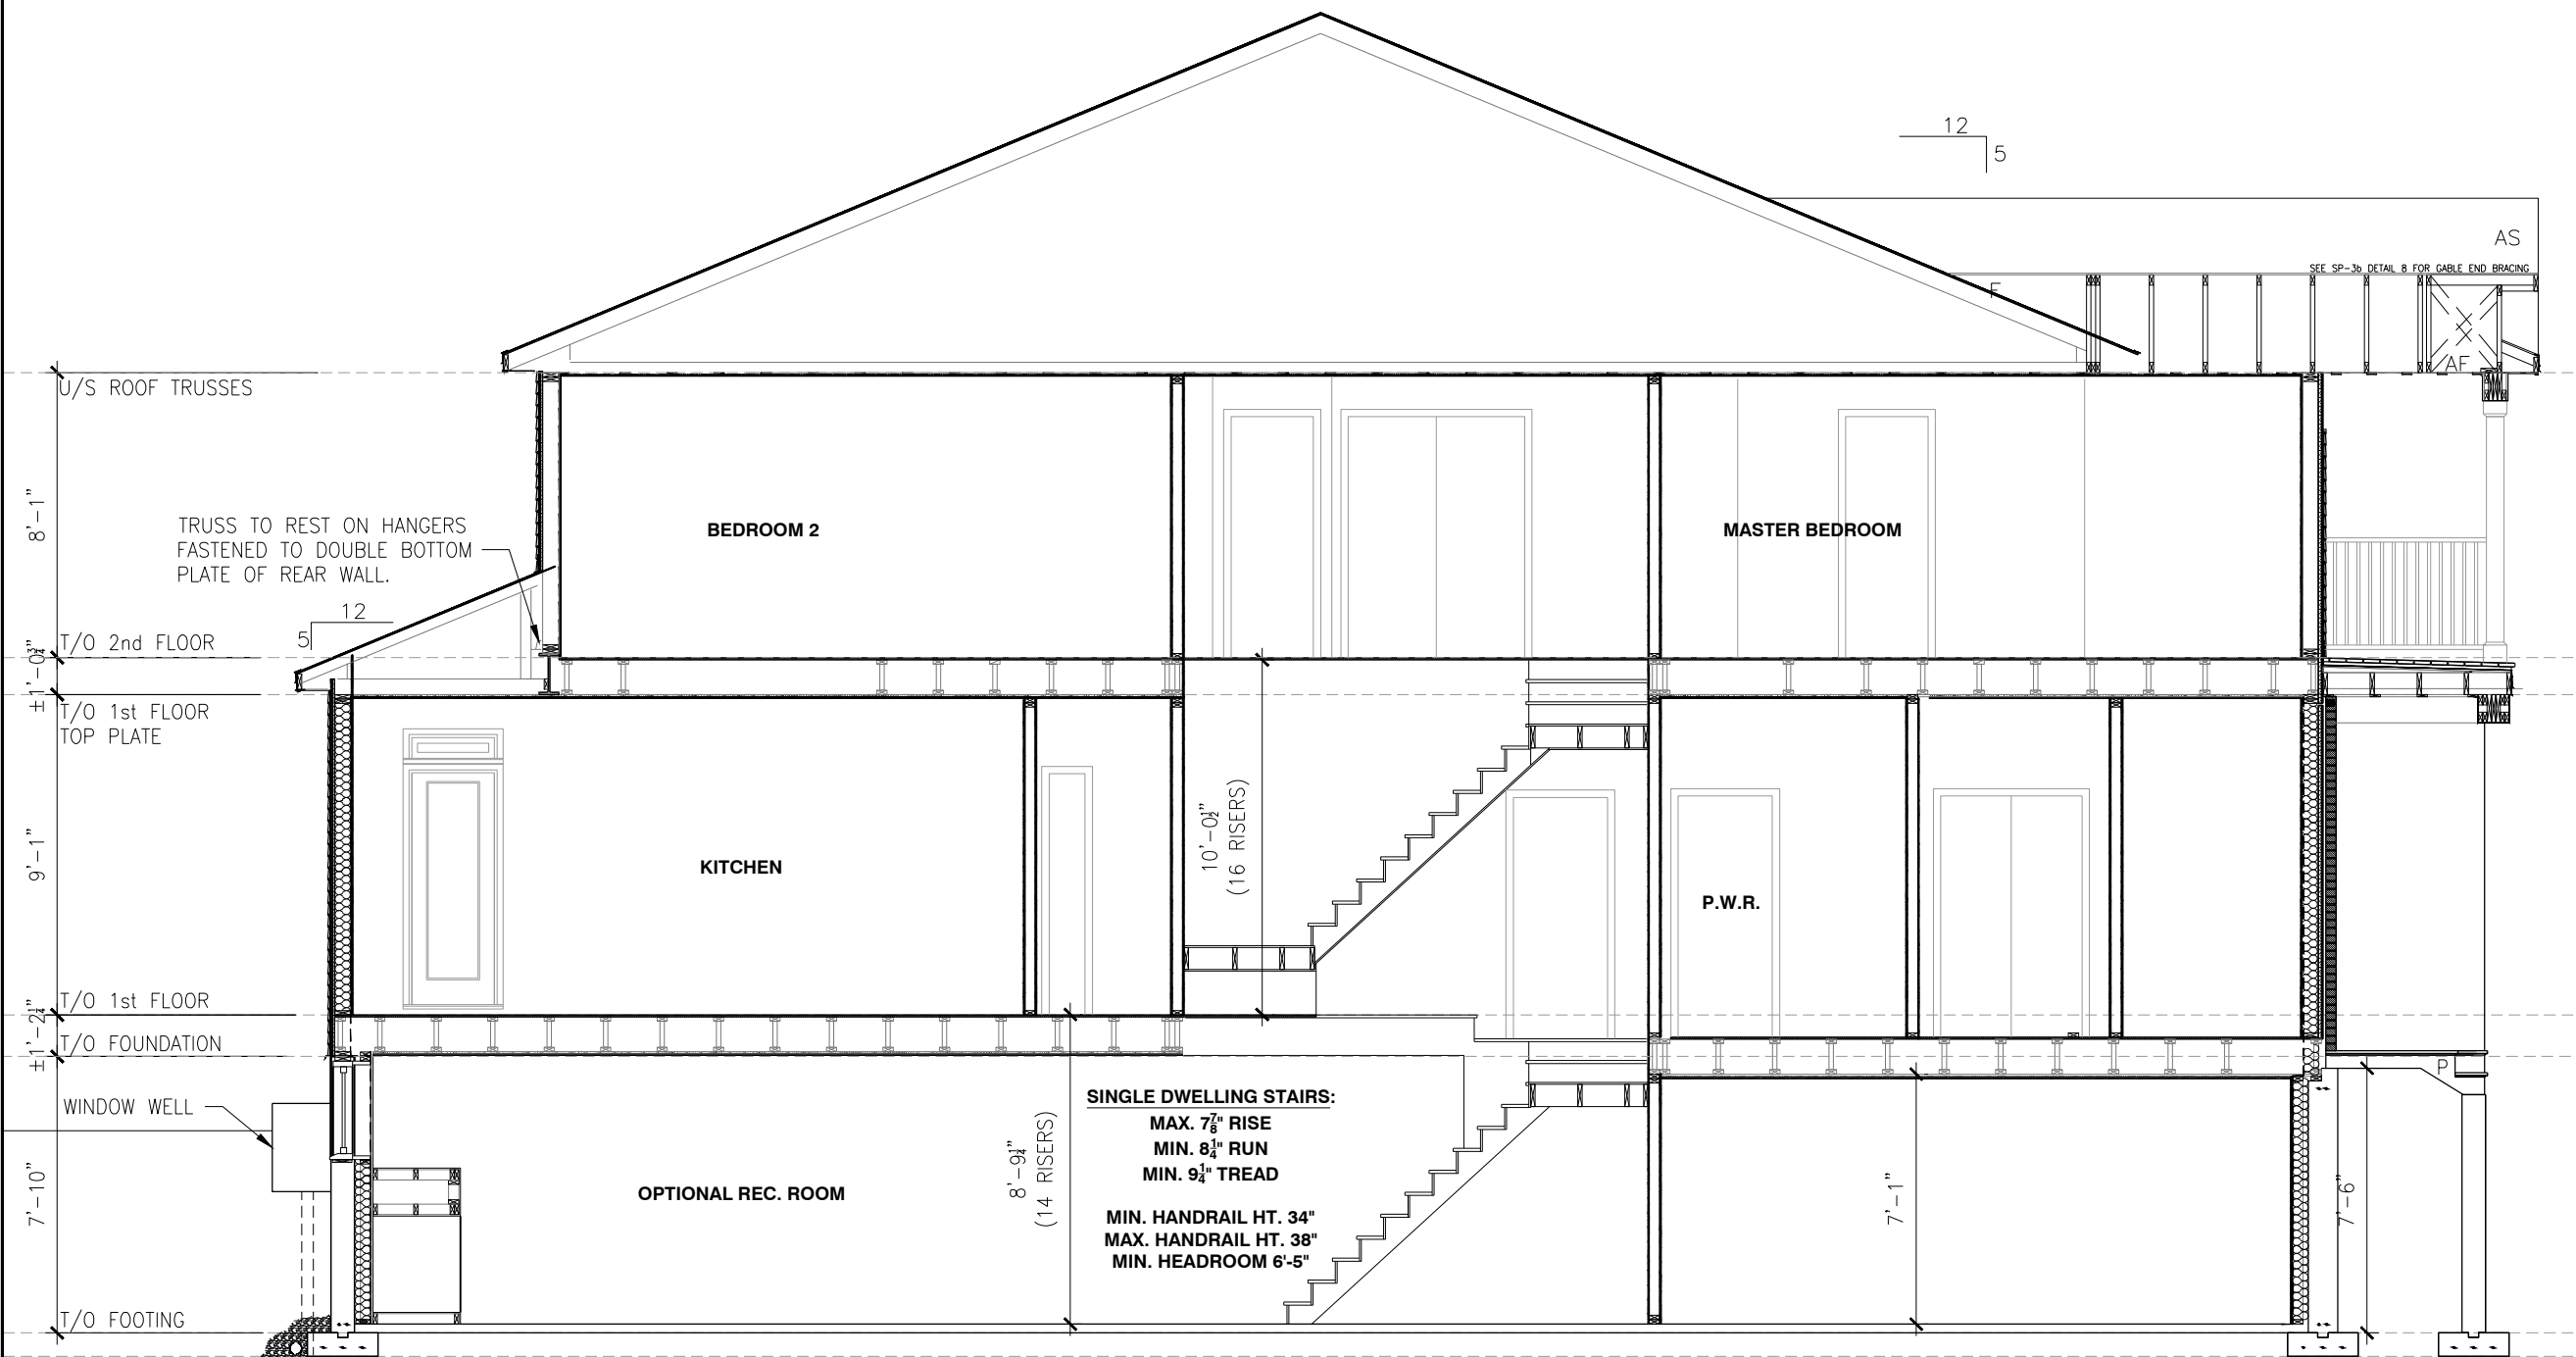 12
5
AS
SEE SP-3b DETAIL 8 FOR GABLE END BRACING
F
AF
U/S ROOF TRUSSES
8'-1"
TRUSS TO REST ON HANGERS
FASTENED TO DOUBLE BOTTOM
PLATE OF REAR WALL.
BEDROOM 2
MASTER BEDROOM
12
5
T/O 2nd FLOOR
±1'-0¾"
T/O 1st FLOOR
TOP PLATE
9'-1"
KITCHEN
10'-0½"
(16 RISERS)
P.W.R.
T/O 1st FLOOR
±1'-2¼"
T/O FOUNDATION
P
WINDOW WELL
7'-10"
OPTIONAL REC. ROOM
8'-9¼"
(14 RISERS)
SINGLE DWELLING STAIRS:
MAX. 7⅞" RISE
MIN. 8¼" RUN
MIN. 9¼" TREAD
MIN. HANDRAIL HT. 34"
MAX. HANDRAIL HT. 38"
MIN. HEADROOM 6'-5"
7'-1"
7'-6"
T/O FOOTING